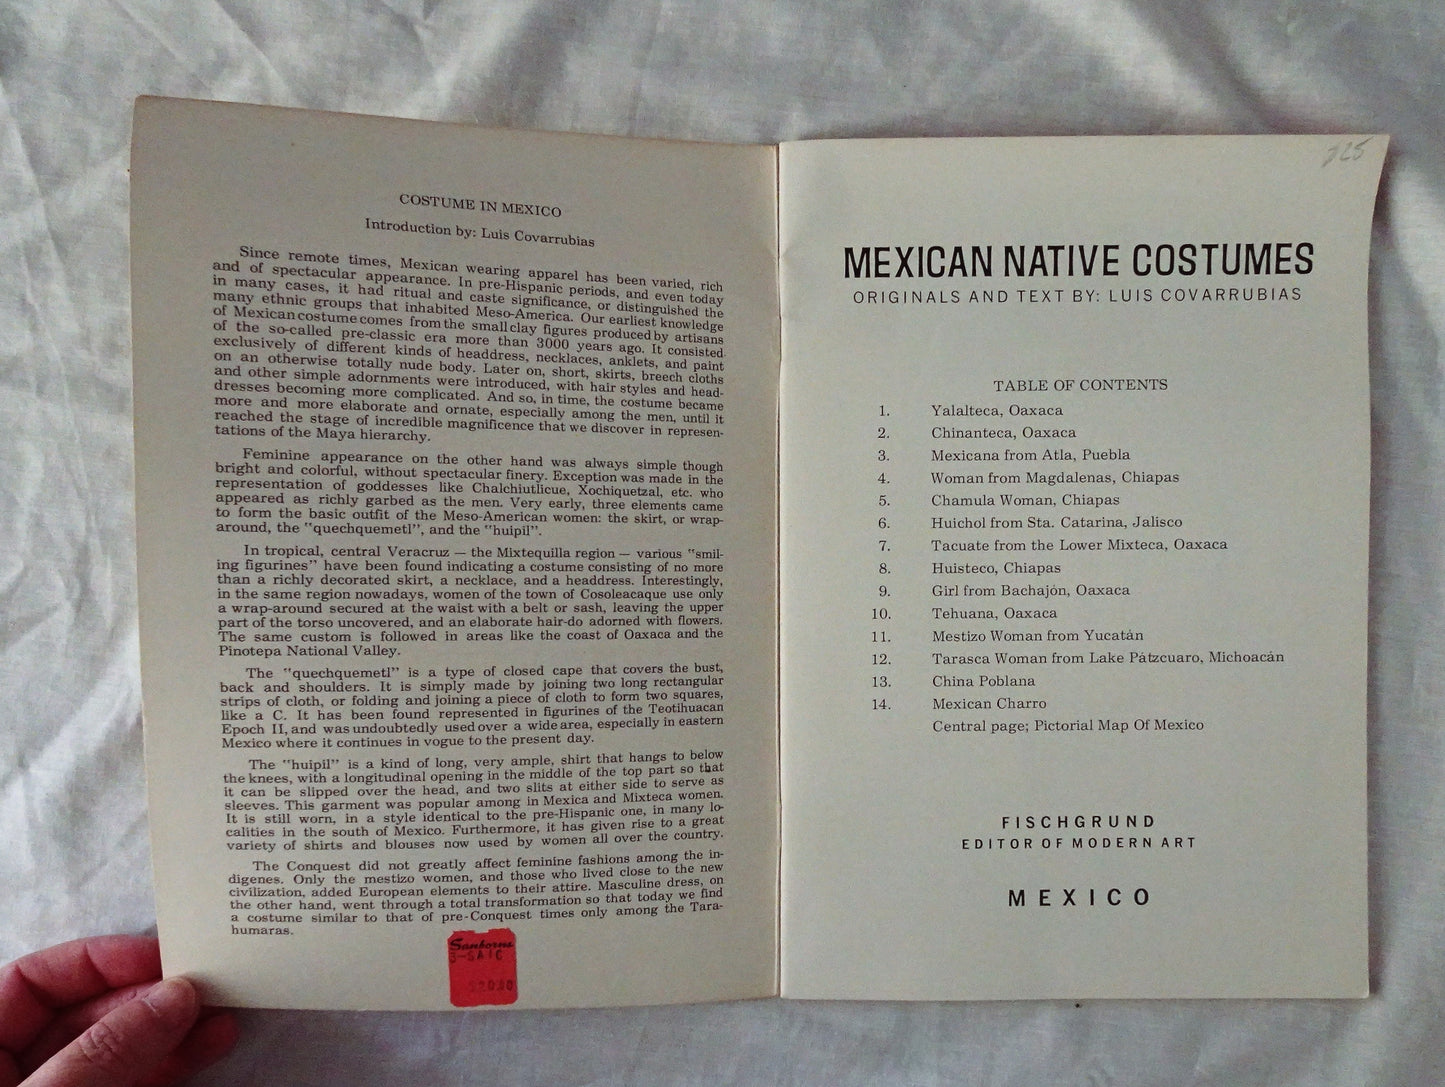 COSTUME IN MEXICO
Introduction by: Luis Covarrubias
Since remote times, Mexican wearing apparel has been varied, rich
and of spectacular appearance. In pre-Hispanic periods, and even today
in many cases, it had ritual and caste significance, or distinguished the
many ethnic groups that inhabited Meso-America. Our earliest knowledge
of Mexican costume comes from the small clay figures produced by artisans
of the so-called pre-classic era more than 3000 years ago. It consisted
exclusively of different kinds of headdress, necklaces, anklets, and paint
on an otherwise totally nude body. Later on, short, skirts, breech cloths
and other simple adornments were introduced, with hair styles and head-
dresses becoming more complicated. And so, in time, the costume became
more and more elaborate and ornate, especially among the men, until it
reached the stage of incredible magnificence that we discover in represen-
tations of the Maya hierarchy.
Feminine appearance on the other hand was always simple though
bright and colorful, without spectacular finery. Exception was made in the
representation of goddesses like Chalchiutlicue, Xochiquetzal, etc. who
appeared as richly garbed as the men. Very early, three elements came
to form the basic outfit of the Meso-American women: the skirt, or wrap-
around, the "quechquemetl", and the "huipil".
In tropical, central Veracruz — the Mixtequilla region — various "smil-
ing figurines" have been found indicating a costume consisting of no more
than a richly decorated skirt, a necklace, and a headdress. Interestingly,
in the same region nowadays, women of the town of Cosoleacaque use only
a wrap-around secured at the waist with a belt or sash, leaving the upper
part of the torso uncovered, and an elaborate hair-do adorned with flowers.
The same custom is followed in areas like the coast of Oaxaca and the
Pinotepa National Valley.
The "quechquemetl" is a type of closed cape that covers the bust,
back and shoulders. It is simply made by joining two long rectangular
strips of cloth, or folding and joining a piece of cloth to form two squares,
like a C. It has been found represented in figurines of the Teotihuacan
Epoch II, and was undoubtedly used over a wide area, especially in eastern
Mexico where it continues in vogue to the present day.
The "huipil" is a kind of long, very ample, shirt that hangs to below
the knees, with a longitudinal opening in the middle of the top part so that
it can be slipped over the head, and two slits at either side to serve as
sleeves. This garment was popular among in Mexica and Mixteca women.
It is still worn, in a style identical to the pre-Hispanic one, in many lo-
calities in the south of Mexico. Furthermore, it has given rise to a great
variety of shirts and blouses now used by women all over the country.
The Conquest did not greatly affect feminine fashions among the in-
digenes. Only the mestizo women, and those who lived close to the new
civilization, added European elements to their attire. Masculine dress, on
the other hand, went through a total transformation so that today we find
a costume similar to that of pre-Conquest times only among the Tara-
humaras.
Sanborns
3-SAIC
MEXICAN NATIVE COSTUMES
ORIGINALS AND TEXT BY: LUIS COVARRUBIAS
TABLE OF CONTENTS
1. Yalalteca, Oaxaca
2. Chinanteca, Oaxaca
3. Mexicana from Atla, Puebla
4. Woman from Magdalenas, Chiapas
5. Chamula Woman, Chiapas
6. Huichol from Sta. Catarina, Jalisco
7. Tacuate from the Lower Mixteca, Oaxaca
8. Huisteco, Chiapas
9. Girl from Bachajón, Oaxaca
10. Tehuana, Oaxaca
11. Mestizo Woman from Yucatán
12. Tarasca Woman from Lake Pátzcuaro, Michoacán
13. China Poblana
14. Mexican Charro
Central page; Pictorial Map Of Mexico
FISCHGRUND
EDITOR OF MODERN ART
MEXICO